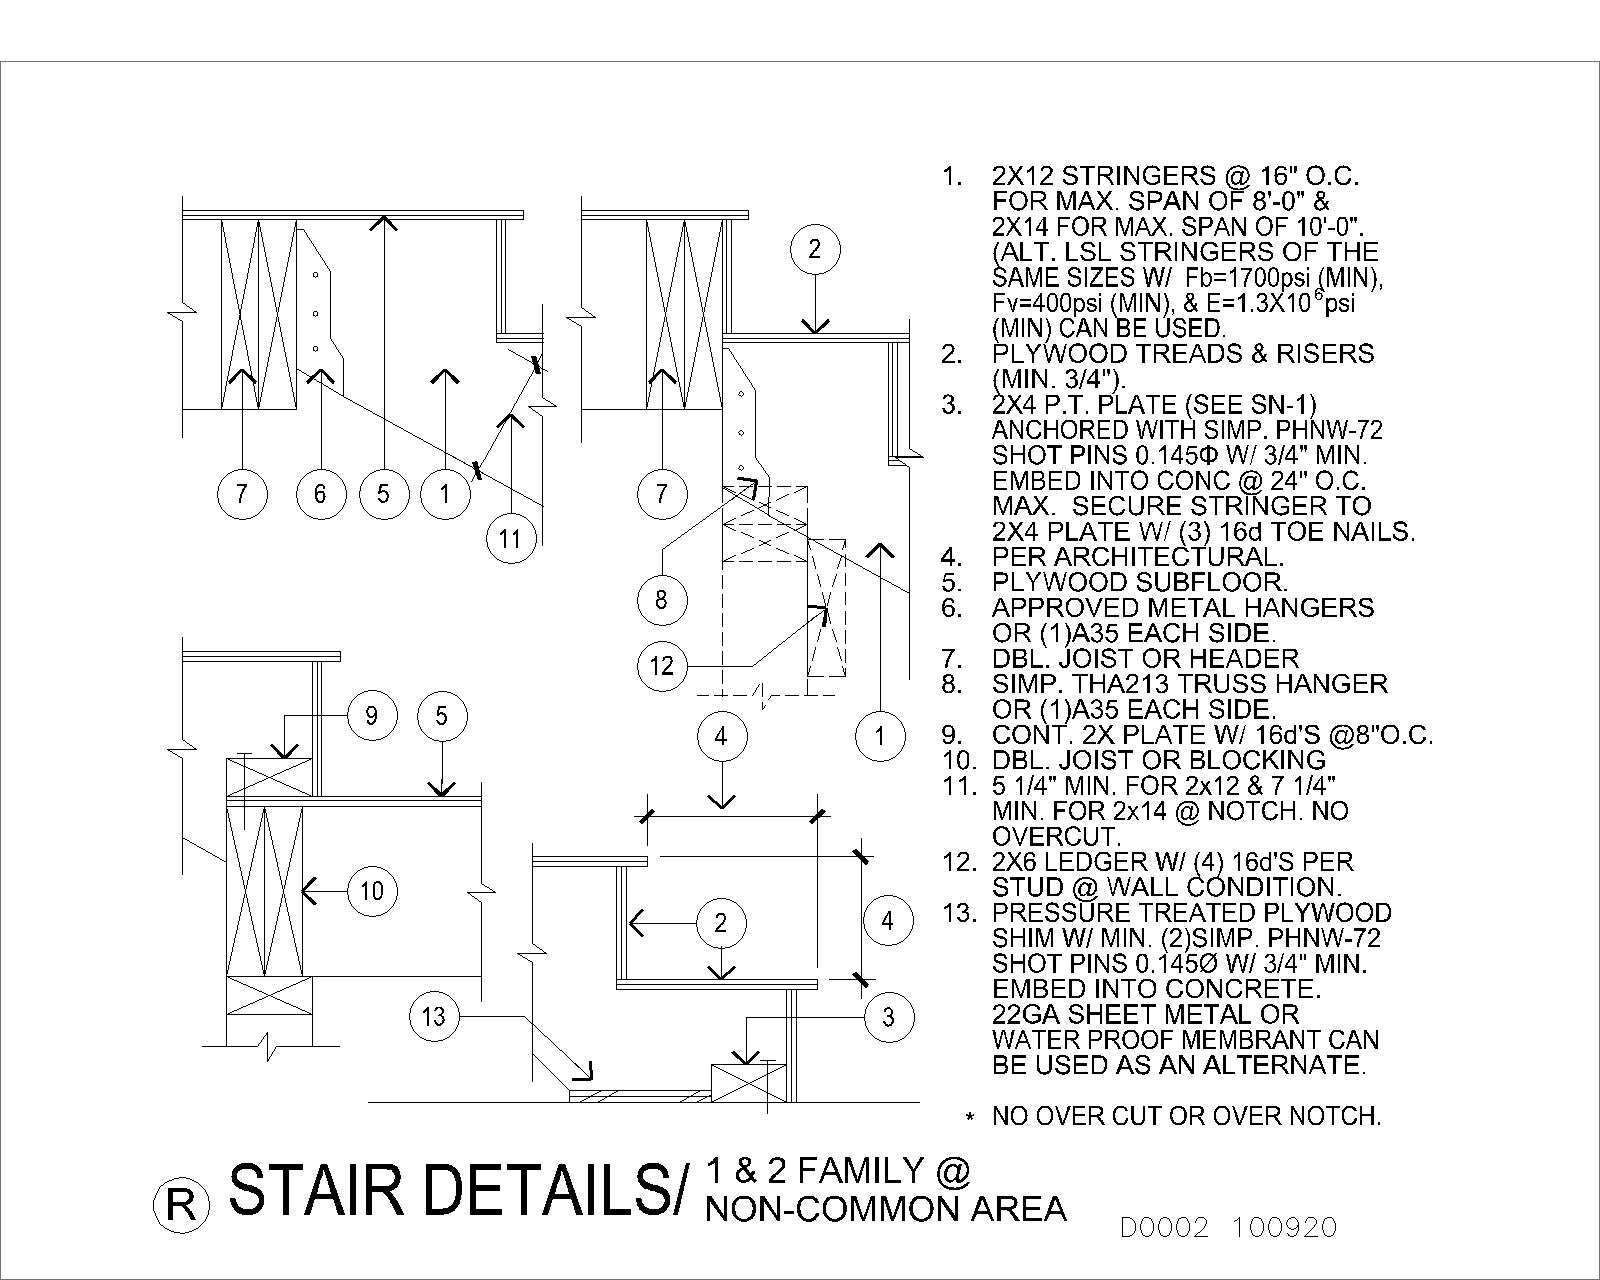 1. 2X12 STRINGERS @ 16" O.C.
FOR MAX. SPAN OF 8'-0" &
2X14 FOR MAX. SPAN OF 10'-0".
(ALT. LSL STRINGERS OF THE
SAME SIZES W/ Fb=1700psi (MIN),
Fv=400psi (MIN), & E=1.3X10⁶psi
(MIN) CAN BE USED.
2. PLYWOOD TREADS & RISERS
(MIN. 3/4").
3. 2X4 P.T. PLATE (SEE SN-1)
ANCHORED WITH SIMP. PHNW-72
SHOT PINS 0.145Φ W/ 3/4" MIN.
EMBED INTO CONC @ 24" O.C.
MAX. SECURE STRINGER TO
2X4 PLATE W/ (3) 16d TOE NAILS.
4. PER ARCHITECTURAL.
5. PLYWOOD SUBFLOOR.
6. APPROVED METAL HANGERS
OR (1)A35 EACH SIDE.
7. DBL. JOIST OR HEADER
8. SIMP. THA213 TRUSS HANGER
OR (1)A35 EACH SIDE.
9. CONT. 2X PLATE W/ 16d'S @8"O.C.
10. DBL. JOIST OR BLOCKING
11. 5 1/4" MIN. FOR 2x12 & 7 1/4"
MIN. FOR 2x14 @ NOTCH. NO
OVERCUT.
12. 2X6 LEDGER W/ (4) 16d'S PER
STUD @ WALL CONDITION.
13. PRESSURE TREATED PLYWOOD
SHIM W/ MIN. (2)SIMP. PHNW-72
SHOT PINS 0.145Ø W/ 3/4" MIN.
EMBED INTO CONCRETE.
22GA SHEET METAL OR
WATER PROOF MEMBRANT CAN
BE USED AS AN ALTERNATE.
* NO OVER CUT OR OVER NOTCH.
2
7
6
5
1
11
7
8
12
4
1
9
5
10
2
4
13
3
R STAIR DETAILS/ 1 & 2 FAMILY @
NON-COMMON AREA
D0002 100920